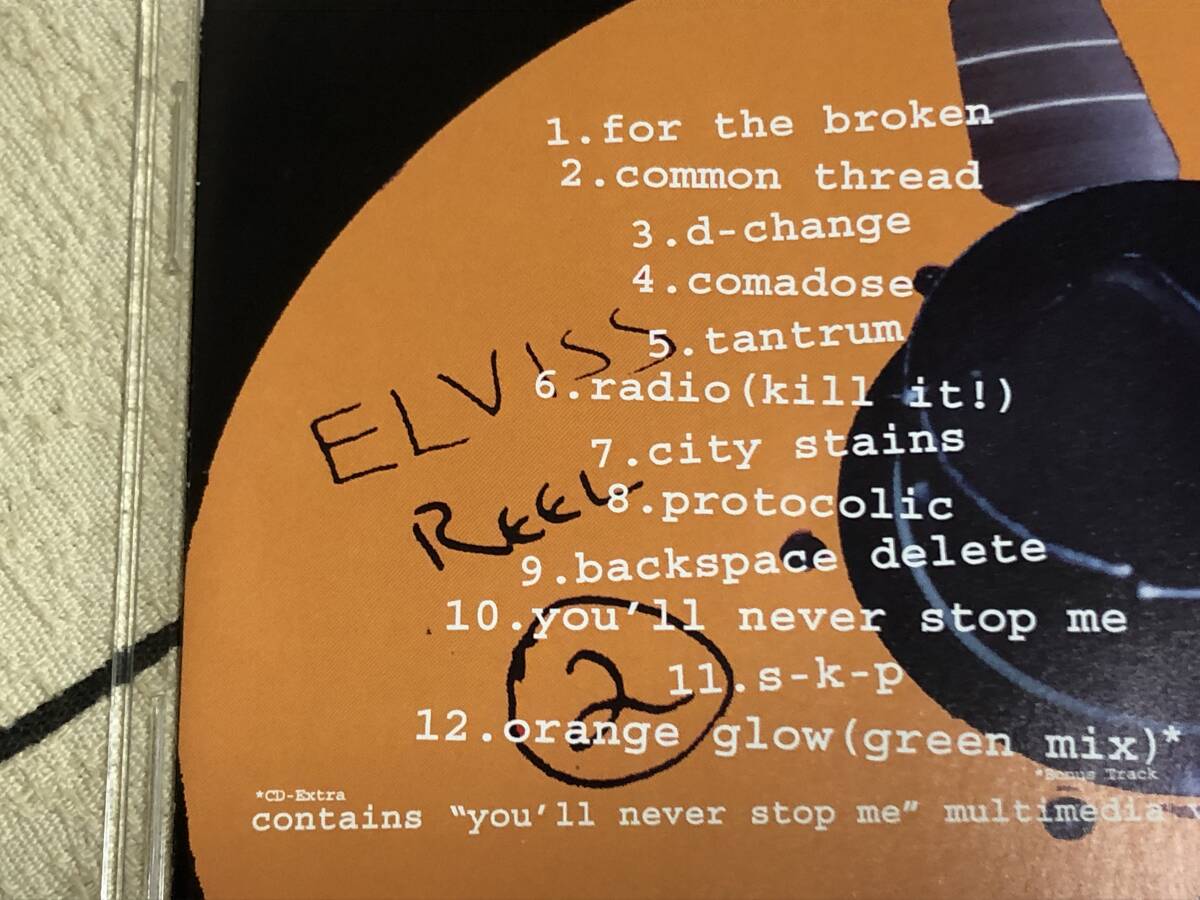 1.for the broken
2.common thread
3.d-change
4.comadose
5.tantrum
6.radio(kill it!)
7.city stains
8.protocolic
9.backspace delete
10.you'll never stop me
11.s-k-p
12.orange glow(green mix)*
*Bonus Track
*CD-Extra
contains "you'll never stop me" multimedia
ELVISS
REEL
2